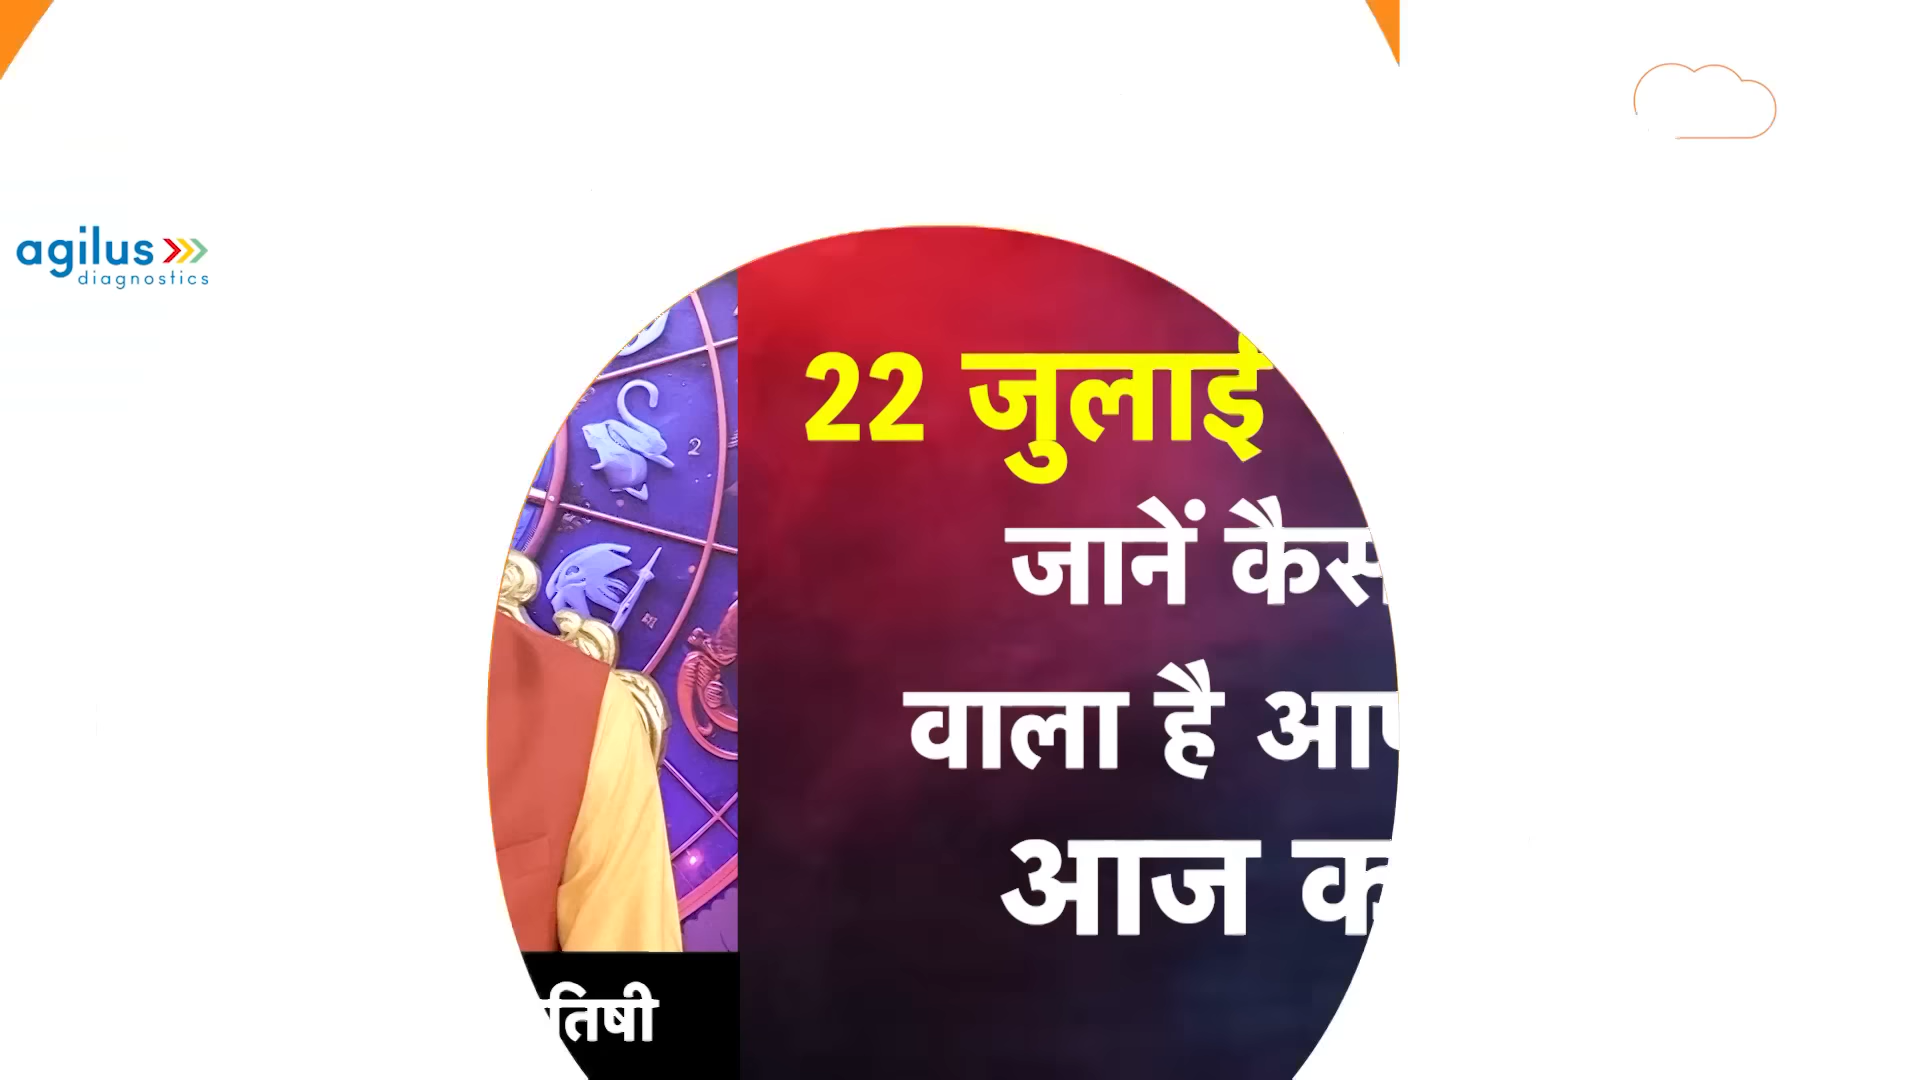 agilus
diagnostics
22 जुलाई
जानें
वाला है
आज